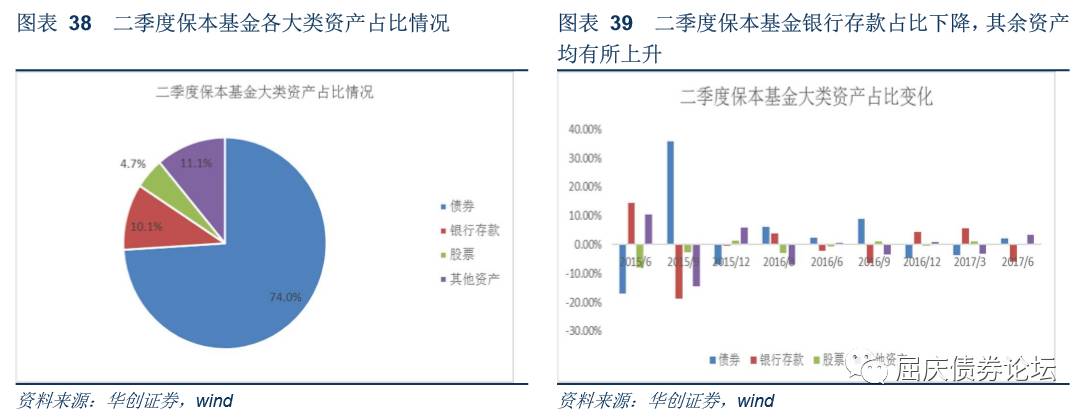 图表 38 二季度保本基金各大类资产占比情况
二季度保本基金大类资产占比情况
11.1%
4.7%
10.1%
74.0%
债券
银行存款
股票
其他资产
资料来源：华创证券，wind
图表 39 二季度保本基金银行存款占比下降，其余资产
均有所上升
二季度保本基金大类资产占比变化
40.00%
30.00%
20.00%
10.00%
0.00%
-10.00%
-20.00%
-30.00%
2015/6 2015/9 2015/12 2016/3 2016/6 2016/9 2016/12 2017/3 2017/6
债券 银行存款 股票 其他资产
屈庆债券论坛
资料来源：华创证券，wind